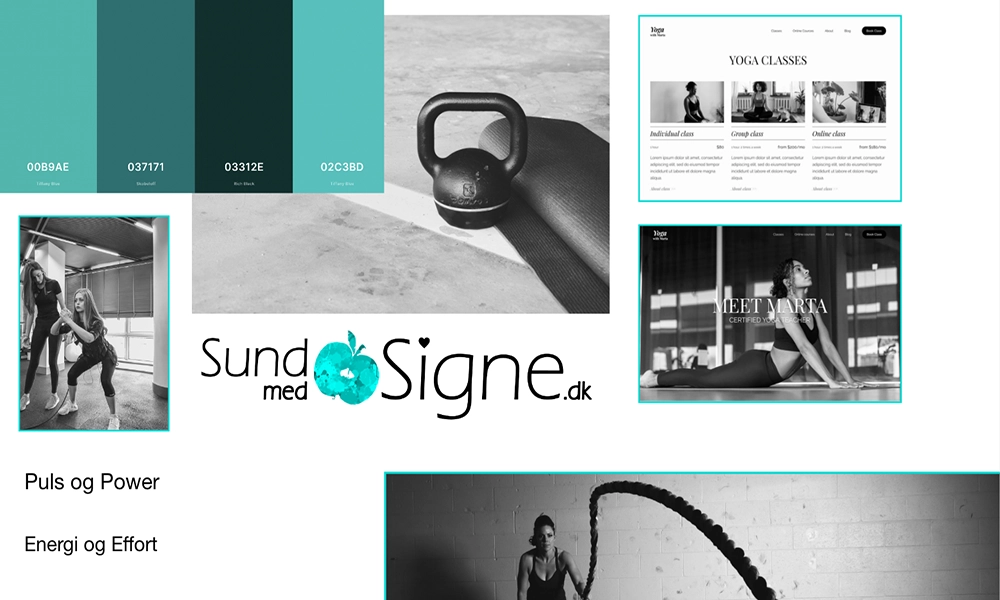 00B9AE
037171
03312E
02C3BD
Tiffany Blue
Skobeloff
Rich black
Tiffany Blue
Yoga
with Marta
Classes
Online Courses
About
Blog
Book Class
YOGA CLASSES
Individual class
Group class
Online class
Lorem ipsum dolor sit amet, consectetur
adipiscing elit, sed do eiusmod tempor
incididunt ut labore et dolore magna
aliqua
Lorem ipsum dolor sit amet, consectetur
adipiscing elit, sed do eiusmod tempor
incididunt ut labore et dolore magna
aliqua
Lorem ipsum dolor sit amet, consectetur
adipiscing elit, sed do eiusmod tempor
incididunt ut labore et dolore magna
aliqua
About class
About class
About class
Yoga
with Marta
Classes
Online courses
About
Blog
Book Class
MEET MARTA
CERTIFIED YOGA TEACHER
Sund
med
Signe.dk
Puls og Power
Energi og Effort